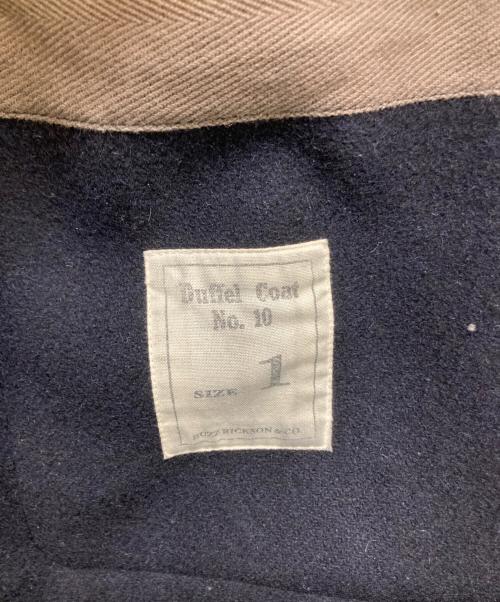 Duffel Coat
No. 10
SIZE 1
BUZZ RICKSON & CO.